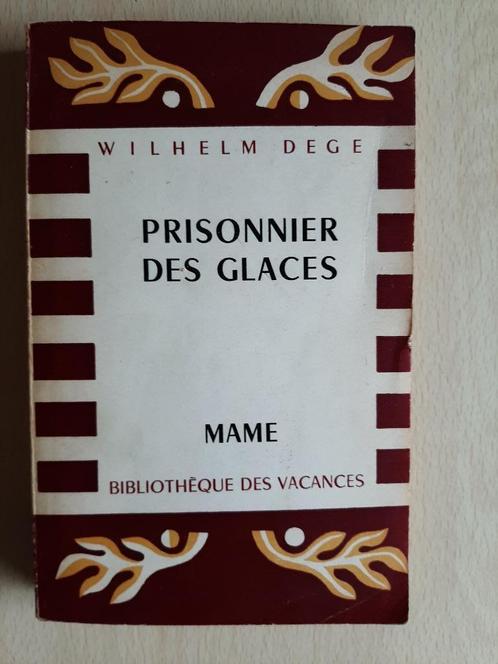 WILHELM DEGE
PRISONNIER
DES GLACES
MAME
BIBLIOTHÈQUE DES VACANCES